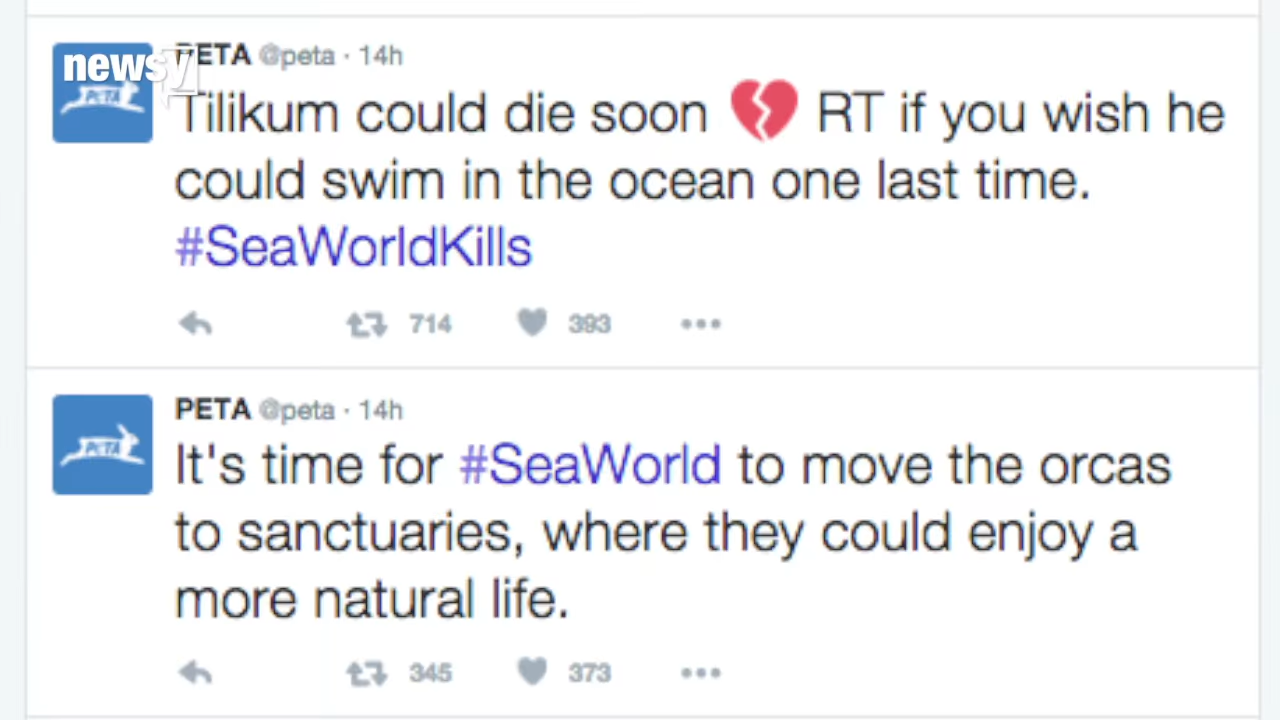 newsy
PETA @peta · 14h
PETA
Tilikum could die soon 💔 RT if you wish he
could swim in the ocean one last time.
#SeaWorldKills
714 393
PETA @peta · 14h
PETA
It's time for #SeaWorld to move the orcas
to sanctuaries, where they could enjoy a
more natural life.
345 373